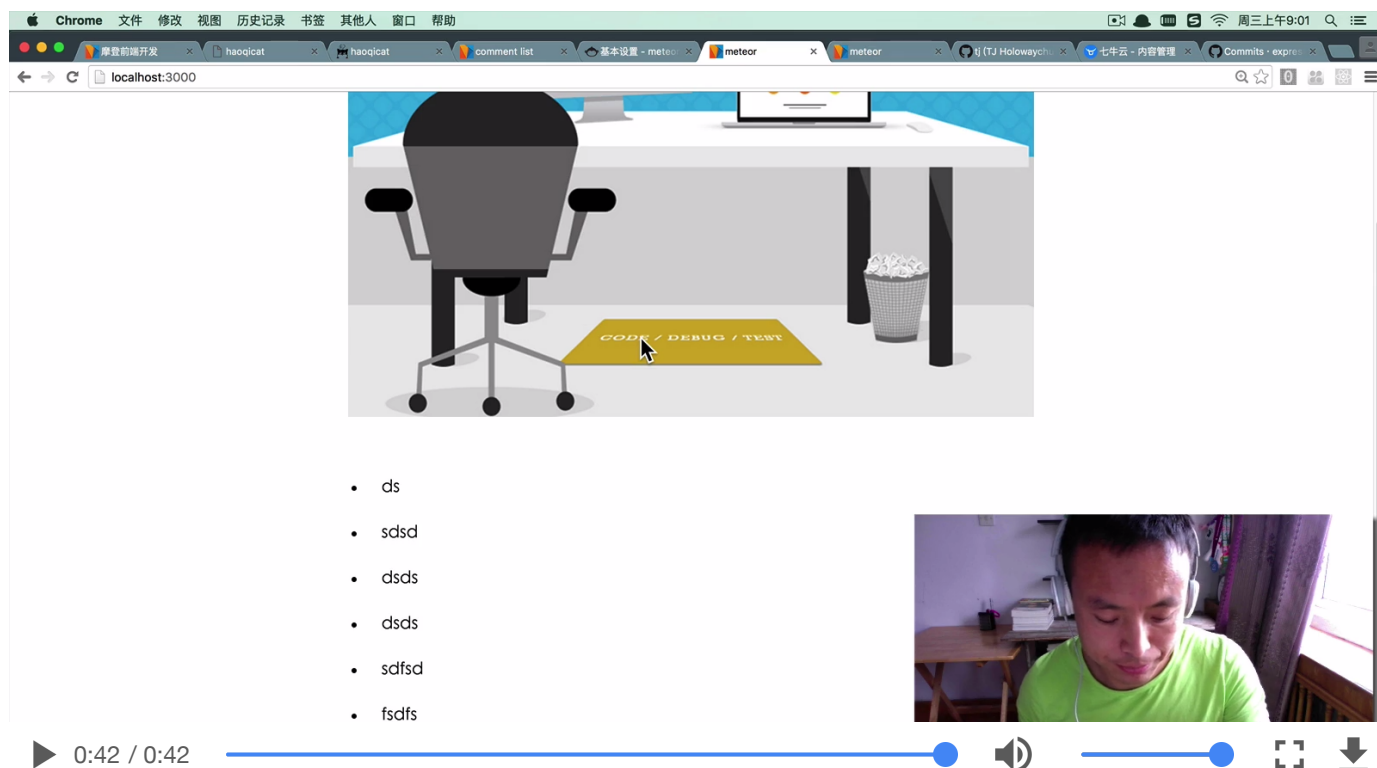 Chrome 文件 修改 视图 历史记录 书签 其他人 窗口 帮助 周三上午9:01
摩登前端开发 haoqicat haoqicat comment list 基本设置 - meteo meteor meteor tj (TJ Holowaychu 七牛云 - 内容管理 Commits · expres
localhost:3000
CODE / DEBUG / TEST
ds
sdsd
dsds
dsds
sdfsd
fsdfs
0:42 / 0:42